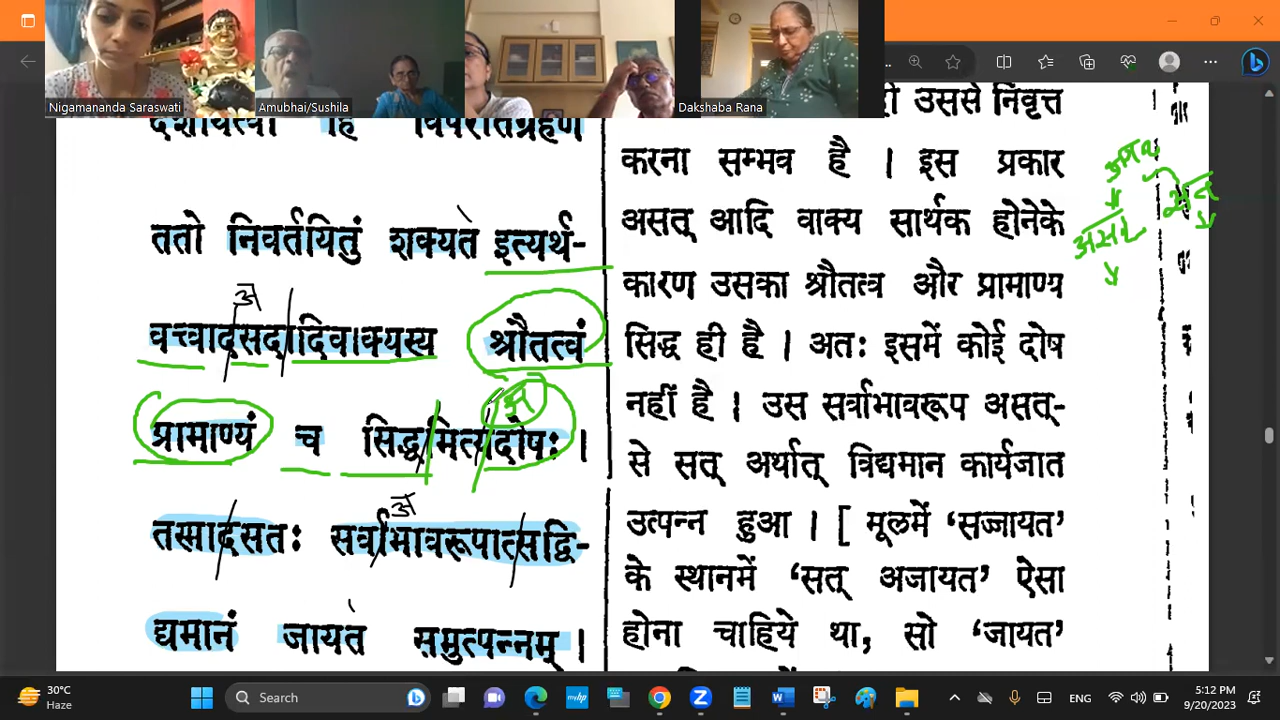 Nigamananda Saraswati
Amubhai/Sushila
Dakshaba Rana
ततो निवर्तयितुं शक्यते इत्यर्थ-
वत्त्वादसदादिवाक्यस्य श्रौतत्वं
प्रामाण्यं च सिद्धमित्यदोषः ।
तस्मादसतः सर्वाभावरूपात्सद्वि-
द्यमानं जायत समुत्पन्नम् ।
उससे निवृत्त
करना सम्भव है । इस प्रकार
असत् आदि वाक्य सार्थक होनेके
कारण उसका श्रौतत्व और प्रामाण्य
सिद्ध ही है । अतः इसमें कोई दोष
नहीं है । उस सर्वाभावरूप असत्-
से सत् अर्थात् विद्यमान कार्यजात
उत्पन्न हुआ । [ मूलमें ‘सज्जायत’
के स्थानमें ‘सत् अजायत’ ऐसा
होना चाहिये था, सो ‘जायत’
अ
अ
असत्
30°C
Haze
Search
ENG
5:12 PM
9/20/2023